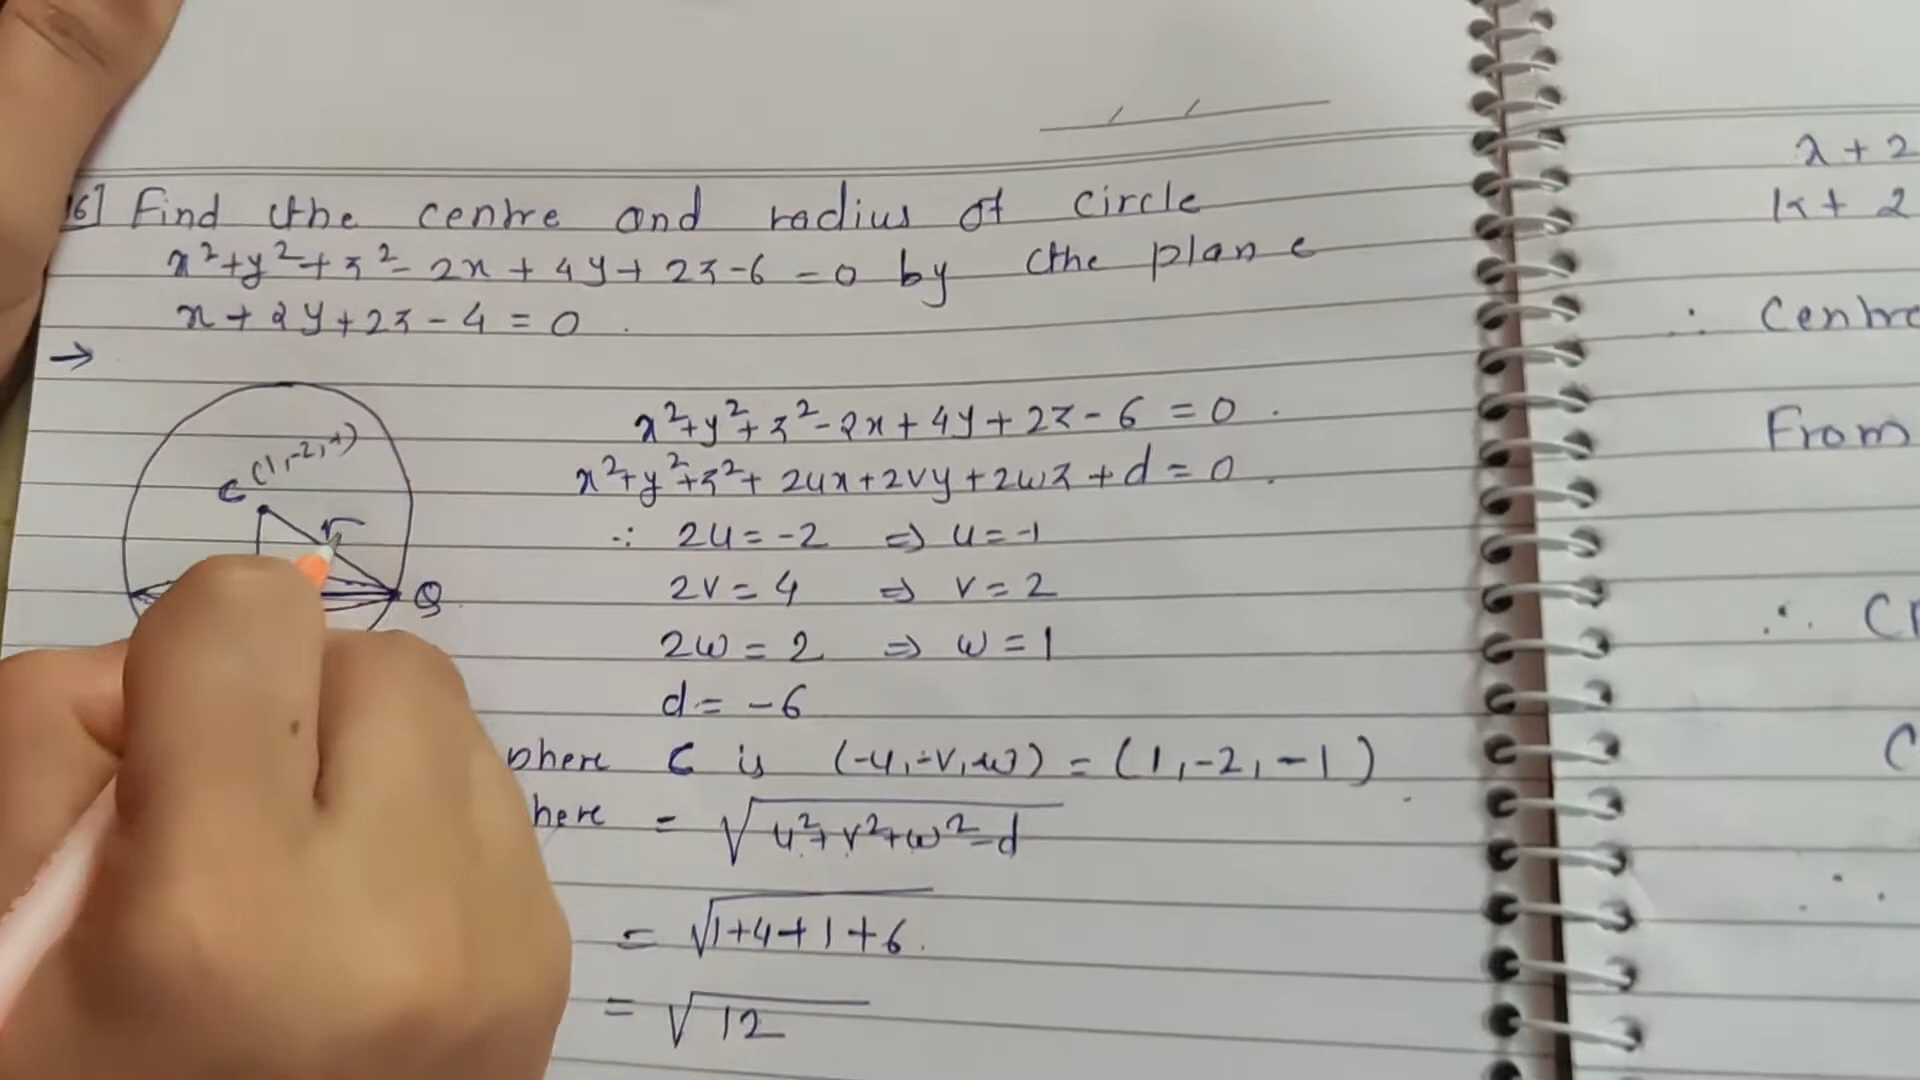 6] Find the centre and radius of circle
x²+y²+z²-2x+4y+2z-6=0 by the plane
x+2y+2z-4=0.
→
x²+y²+z²-2x+4y+2z-6=0.
x²+y²+z²+2ux+2vy+2wz+d=0.
C (1,-2,-1)
r
Q
∴ 2u=-2 ⇒ u=-1
2v=4 ⇒ v=2
2w=2 ⇒ w=1
d=-6
phere C is (-u,-v,-w)=(1,-2,-1)
here = √u²+v²+w²-d
= √1+4+1+6.
= √12
λ+2
k+2
∴ Centre
From
∴ CP
C
∴